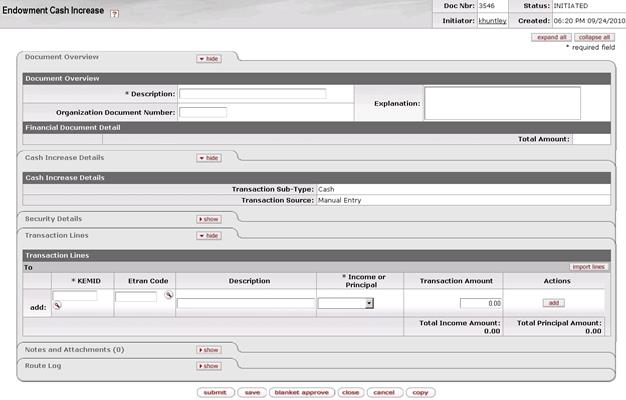 Endowment Cash Increase ?
Doc Nbr: 3546 Status: INITIATED
Initiator: khuntley Created: 06:20 PM 09/24/2010
expand all collapse all
* required field
Document Overview hide
Document Overview
* Description: Explanation:
Organization Document Number:
Financial Document Detail
Total Amount:
Cash Increase Details hide
Cash Increase Details
Transaction Sub-Type: Cash
Transaction Source: Manual Entry
Security Details show
Transaction Lines hide
Transaction Lines
To import lines
* KEMID Etran Code Description * Income or Principal Transaction Amount Actions
add: 0.00 add
Total Income Amount: 0.00 Total Principal Amount: 0.00
Notes and Attachments (0) show
Route Log show
submit save blanket approve close cancel copy